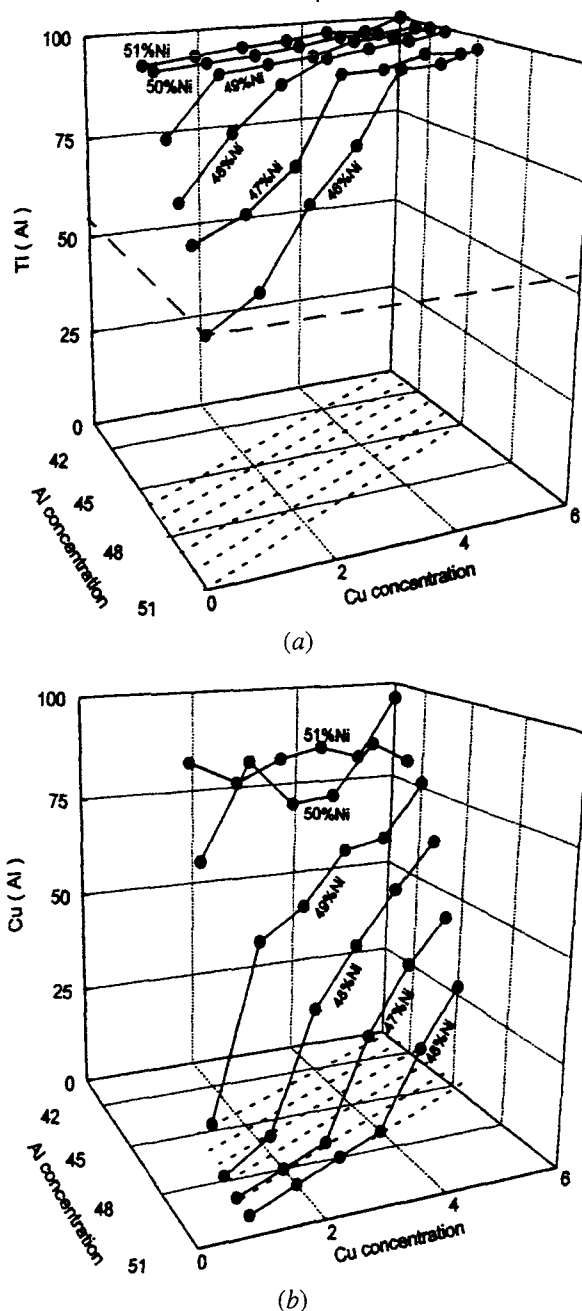 100
75
50
25
0
Ti ( Al )
51%Ni
50%Ni
49%Ni
48%Ni
47%Ni
46%Ni
42
45
48
51
Al concentration
0
2
4
6
Cu concentration
(a)
100
75
50
25
0
Cu ( Al )
51%Ni
50%Ni
49%Ni
48%Ni
47%Ni
46%Ni
42
45
48
51
Al concentration
0
2
4
6
Cu concentration
(b)